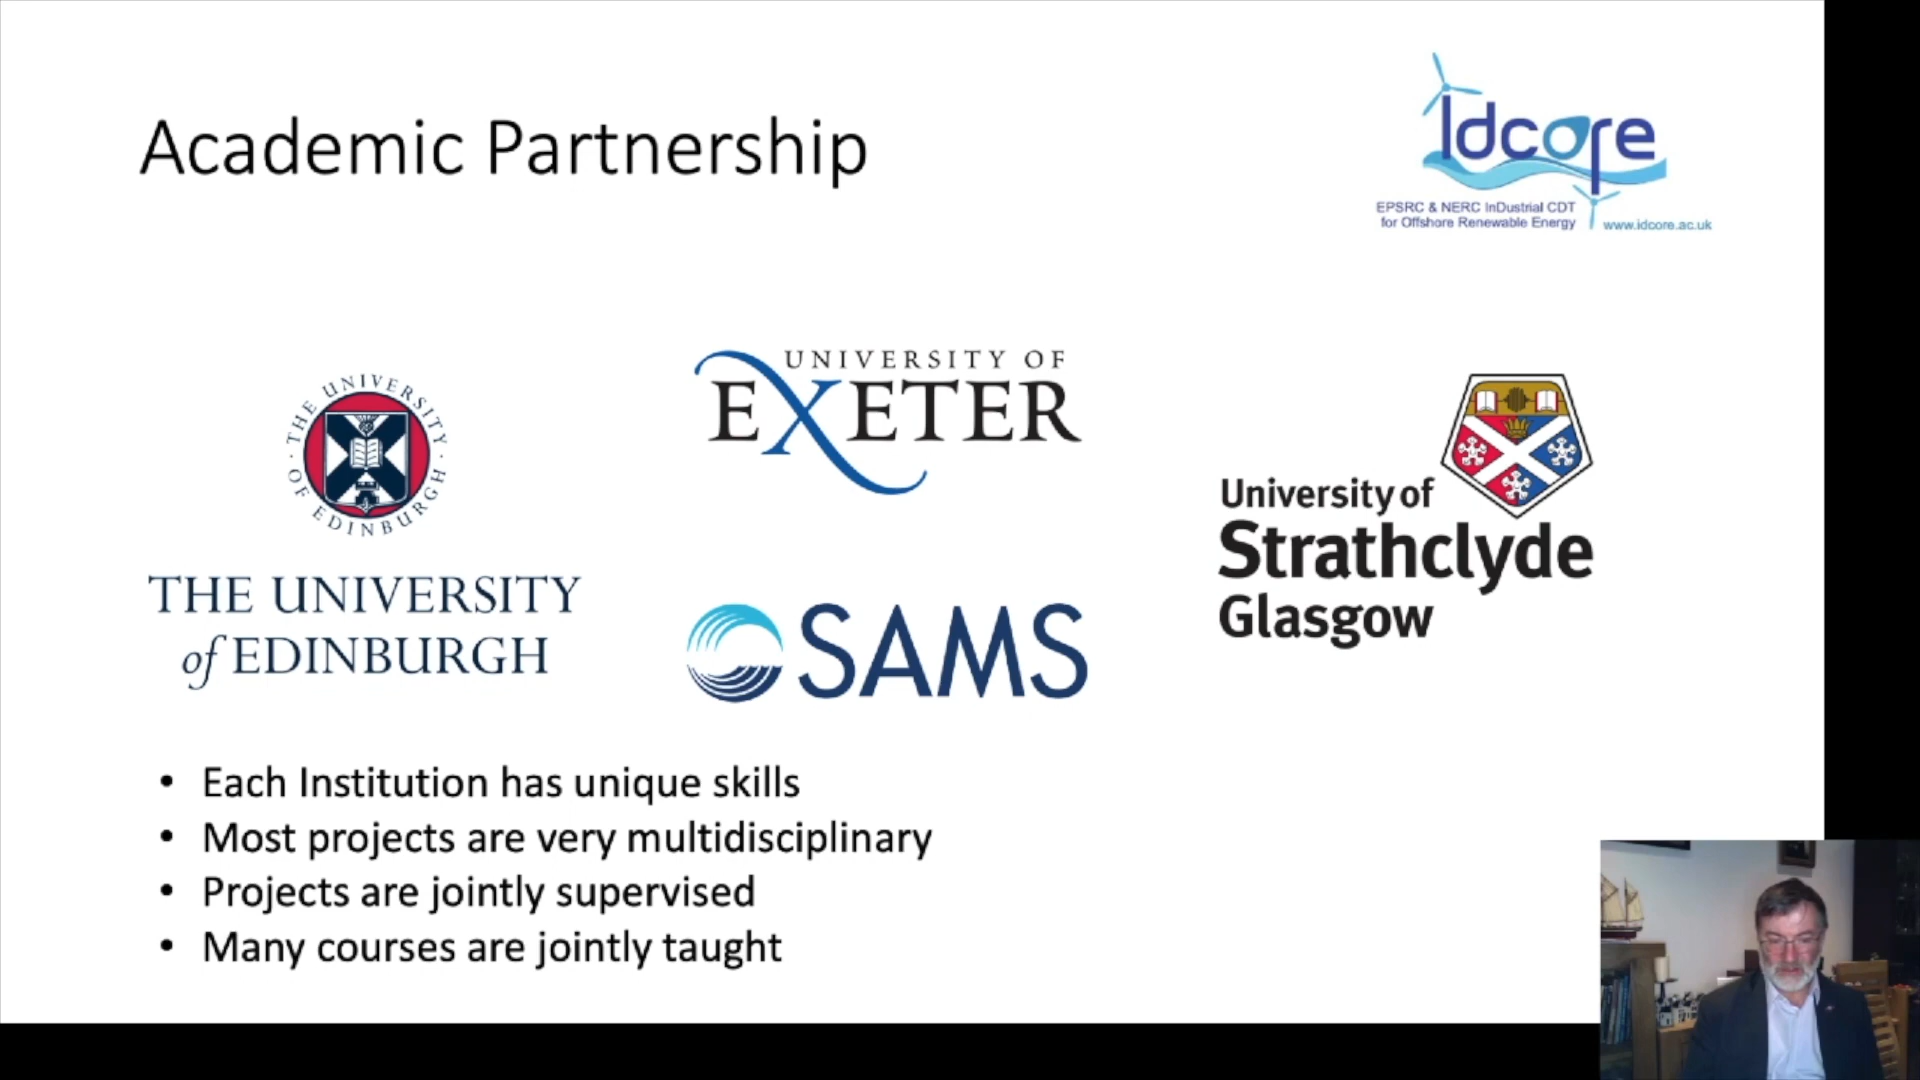 Academic Partnership
Idcore
EPSRC & NERC InDustrial CDT
for Offshore Renewable Energy
www.idcore.ac.uk
THE UNIVERSITY OF EDINBURGH
THE UNIVERSITY
of EDINBURGH
UNIVERSITY OF
EXETER
SAMS
University of
Strathclyde
Glasgow
• Each Institution has unique skills
• Most projects are very multidisciplinary
• Projects are jointly supervised
• Many courses are jointly taught